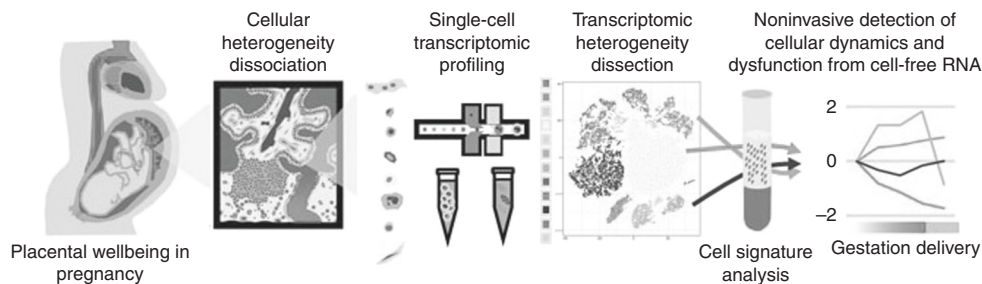 Cellular
heterogeneity
dissociation
Single-cell
transcriptomic
profiling
Transcriptomic
heterogeneity
dissection
Noninvasive detection of
cellular dynamics and
dysfunction from cell-free RNA
2
0
−2
Placental wellbeing in
pregnancy
Cell signature
analysis
Gestation delivery